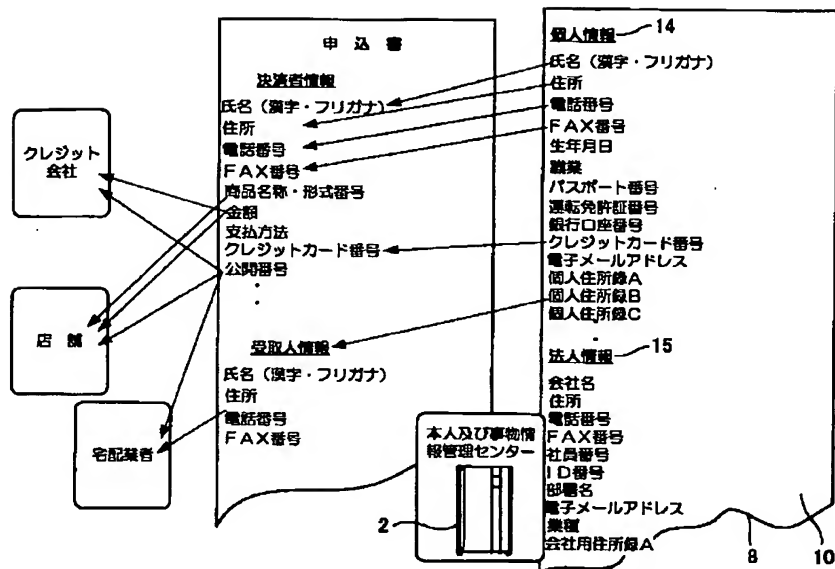 申込書
決済者情報
氏名（漢字・フリガナ）
住所
電話番号
FAX番号
商品名称・形式番号
金額
支払方法
クレジットカード番号
公開番号
・
・
受取人情報
氏名（漢字・フリガナ）
住所
電話番号
FAX番号
クレジット
会社
店舗
宅配業者
本人及び事物情
報管理センター
2
個人情報
14
氏名（漢字・フリガナ）
住所
電話番号
FAX番号
生年月日
職業
パスポート番号
運転免許証番号
銀行口座番号
クレジットカード番号
電子メールアドレス
個人住所録A
個人住所録B
個人住所録C
・
法人情報
15
会社名
住所
電話番号
FAX番号
社員番号
ID番号
部署名
電子メールアドレス
業種
会社用住所録A
8
10